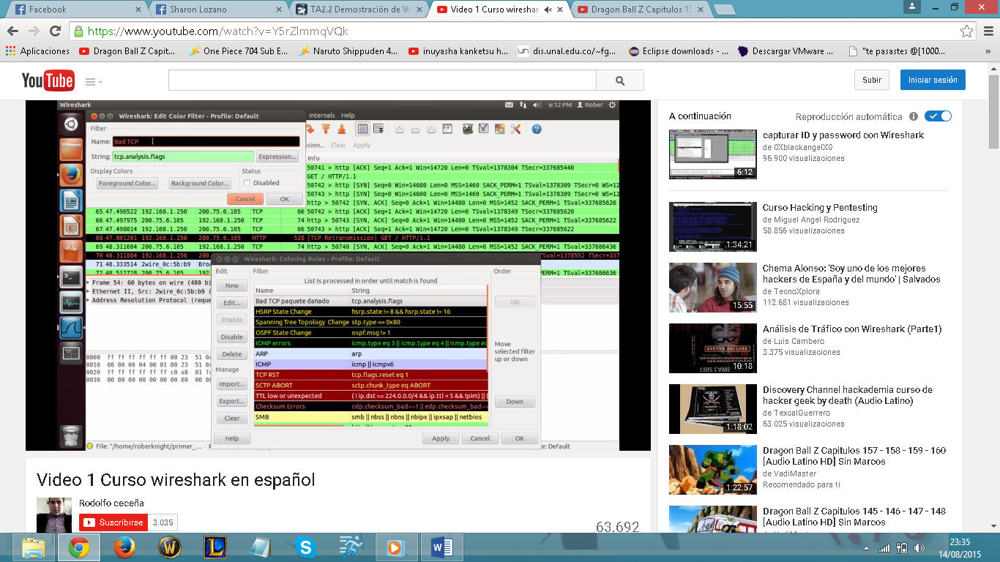 Facebook
Sharon Lozano
TA2.2 Demostración de W
Video 1 Curso wireshar
Dragon Ball Z Capitulos 15
https://www.youtube.com/watch?v=Y5rZlmmqVQk
Aplicaciones
Dragon Ball Z Capit...
One Piece 704 Sub E...
Naruto Shippuden 4...
inuyasha kanketsu h...
dis.unal.edu.co/~fg...
Eclipse downloads - ...
Descargar VMware ...
"te pasastes @[1000...
»
YouTube
Subir
Iniciar sesión
Wireshark
6:12 PM
Rober
Wireshark: Edit Color Filter - Profile: Default
Internals Help
Filter
Name: Bad TCP
String: tcp.analysis.flags
Expression...
Display Colors
Status
Foreground Color...
Background Color...
Disabled
Cancel
OK
ssion... Clear Apply
Info
50741 > http [ACK] Seq=1 Ack=1 Win=14720 Len=0 TSval=1378304 TSecr=337685440
GET / HTTP/1.1
50742 > http [SYN] Seq=0 Win=14600 Len=0 MSS=1460 SACK_PERM=1 TSval=1378309 TSecr=0 WS=12
50743 > http [SYN] Seq=0 Win=14600 Len=0 MSS=1460 SACK_PERM=1 TSval=1378309 TSecr=0 WS=12
http > 50742 [SYN, ACK] Seq=0 Ack=1 Win=14480 Len=0 MSS=1452 SACK_PERM=1 TSval=337685620
50742 > http [ACK] Seq=1 Ack=1 Win=14720 Len=0 TSval=1378349 TSecr=337685620
65 47.496522 192.168.1.250 200.75.6.105 TCP 66 50742 > http [ACK] Seq=1 Ack=1 Win=14720 Len=0 TSval=1378349 TSecr=337685620
66 47.497975 200.75.6.105 192.168.1.250 TCP 74 http > 50743 [SYN, ACK] Seq=0 Ack=1 Win=14480 Len=0 MSS=1452 SACK_PERM=1 TSval=337685622
67 47.498014 192.168.1.250 200.75.6.105 TCP 66 50743 > http [ACK] Seq=1 Ack=1 Win=14720 Len=0 TSval=1378349 TSecr=337685622
68 47.801201 192.168.1.250 200.75.6.105 HTTP 528 [TCP Retransmission] GET / HTTP/1.1
69 48.311604 200.75.6.105 192.168.1.250 TCP 74 http > 50740 [SYN, ACK] Seq=0 Ack=1 Win=14480 Len=0 MSS=1452 SACK_PERM=1 TSval=337686434
70 48.311884 192.168.1.250
71 48.333514 2wire_0c:5b:b9 Bro
72 48.512728 200.75.6.105
Frame 54: 60 bytes on wire (480 bi
Ethernet II, Src: 2wire_0c:5b:b9 (
Address Resolution Protocol (reque
0000 ff ff ff ff ff ff 00 23 51 0c
0010 08 00 06 04 00 01 00 23 51 0c
0020 ff ff ff ff ff ff c0 a8 01 fa
0030 00 00 00 00 00 00 00 00 00 00
Wireshark: Coloring Rules - Profile: Default
Edit
Filter
Order
List is processed in order until match is found
New
Edit...
Enable
Disable
Delete
Manage
Import...
Export...
Clear
Name String
Bad TCP paquete dañado tcp.analysis.flags
HSRP State Change hsrp.state != 8 && hsrp.state != 16
Spanning Tree Topology Change stp.type == 0x80
OSPF State Change ospf.msg != 1
ICMP errors icmp.type eq 3 || icmp.type eq 4 || icmp.type eq
ARP arp
ICMP icmp || icmpv6
TCP RST tcp.flags.reset eq 1
SCTP ABORT sctp.chunk_type eq ABORT
TTL low or unexpected ( ! ip.dst == 224.0.0.0/4 && ip.ttl < 5 && !pim) || (
Checksum Errors cdp.checksum_bad==1 || edp.checksum_bad==
SMB smb || nbss || nbns || nbipx || ipxsap || netbios
Up
Move
selected filter
up or down
Down
Help
Apply
Cancel
OK
File: "/home/roberknight/primer_...
e: Default
Video 1 Curso wireshark en español
Rodolfo ceceña
Suscribirse
3.035
63.692
A continuación
Reproducción automática
capturar ID y password con Wireshark
de 0XblackangelX0
96.900 visualizaciones
6:12
Curso Hacking y Pentesting
de Miguel Angel Rodriguez
58.856 visualizaciones
1:34:21
Chema Alonso: 'Soy uno de los mejores
hackers de España y del mundo' | Salvados
de TecnoXplora
112.681 visualizaciones
15:55
Análisis de Tráfico con Wireshark (Parte1)
de Luis Cambero
3.375 visualizaciones
SYSTEM FAILURE
LUIS CAMBE
10:18
Discovery Channel hackademia curso de
hacker geek by death (Audio Latino)
de TexcalGuerrero
63.025 visualizaciones
1:18:02
Dragon Ball Z Capitulos 157 - 158 - 159 - 160
[Audio Latino HD] Sin Marcos
de VadiMaster
Recomendado para ti
1:22:57
Dragon Ball Z Capitulos 145 - 146 - 147 - 148
[Audio Latino HD] Sin Marcos
23:35
14/08/2015